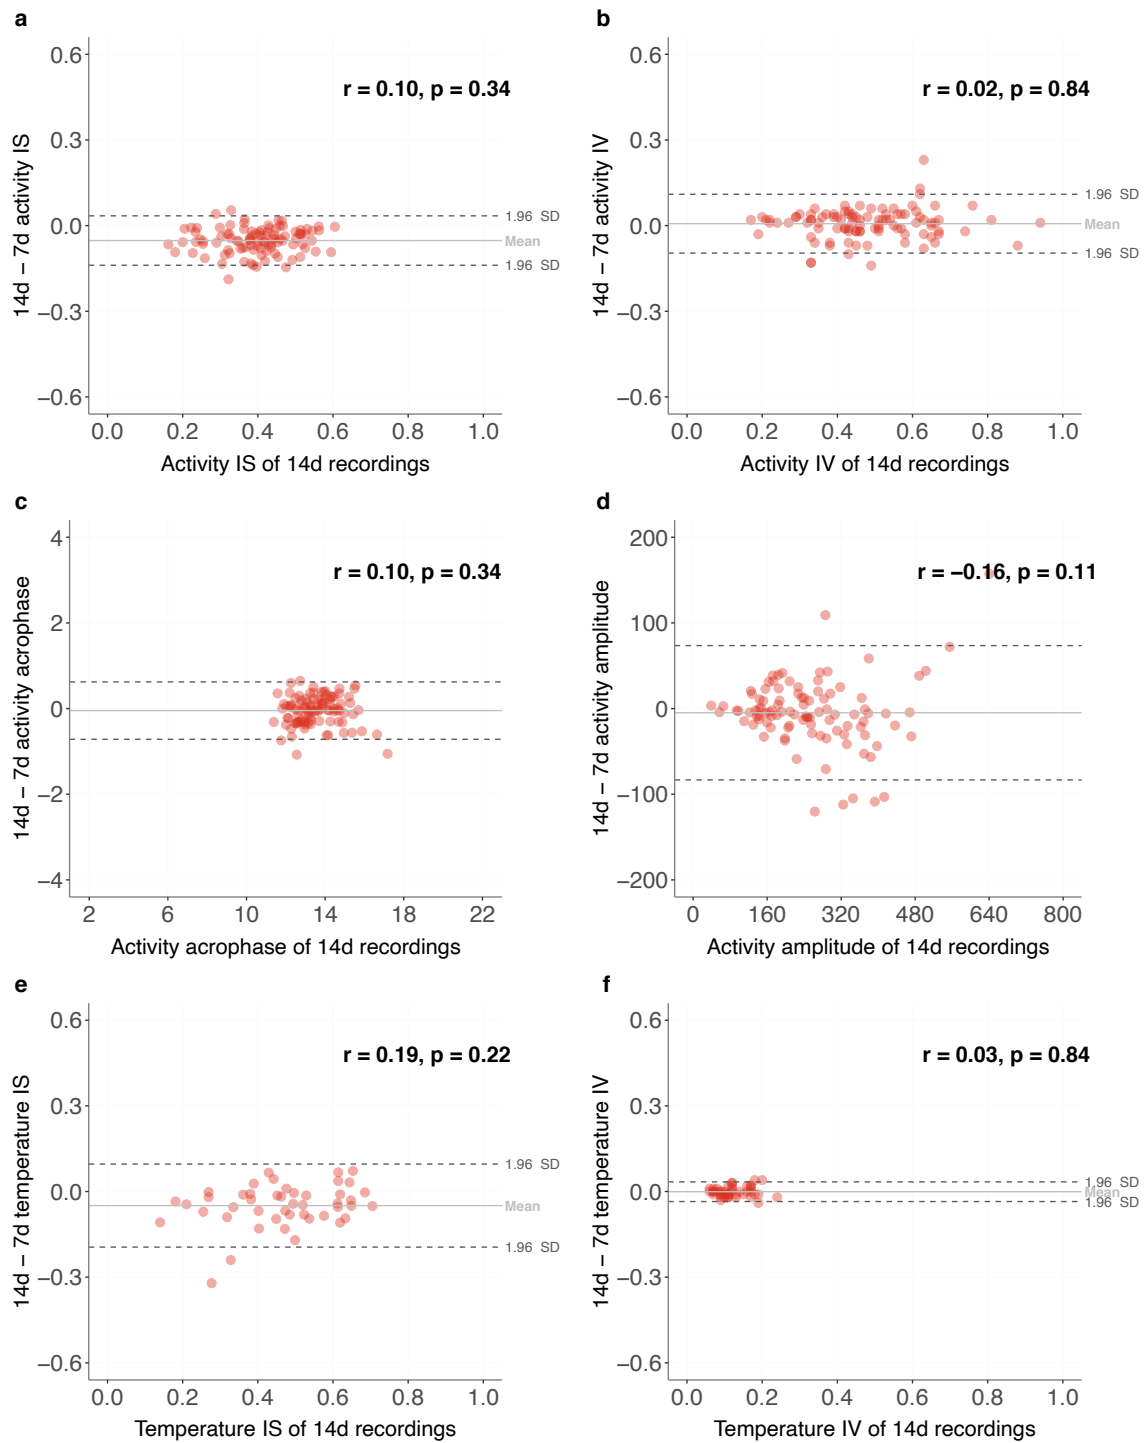 a
b
0.6
0.3
0.0
−0.3
−0.6
14d − 7d activity IS
r = 0.10, p = 0.34
1.96 SD
Mean
1.96 SD
0.0 0.2 0.4 0.6 0.8 1.0
Activity IS of 14d recordings
0.6
0.3
0.0
−0.3
−0.6
14d − 7d activity IV
r = 0.02, p = 0.84
1.96 SD
Mean
1.96 SD
0.0 0.2 0.4 0.6 0.8 1.0
Activity IV of 14d recordings
c
d
4
2
0
−2
−4
14d − 7d activity acrophase
r = 0.10, p = 0.34
2 6 10 14 18 22
Activity acrophase of 14d recordings
200
100
0
−100
−200
14d − 7d activity amplitude
r = −0.16, p = 0.11
0 160 320 480 640 800
Activity amplitude of 14d recordings
e
f
0.6
0.3
0.0
−0.3
−0.6
14d − 7d temperature IS
r = 0.19, p = 0.22
1.96 SD
Mean
1.96 SD
0.0 0.2 0.4 0.6 0.8 1.0
Temperature IS of 14d recordings
0.6
0.3
0.0
−0.3
−0.6
14d − 7d temperature IV
r = 0.03, p = 0.84
1.96 SD
Mean
1.96 SD
0.0 0.2 0.4 0.6 0.8 1.0
Temperature IV of 14d recordings